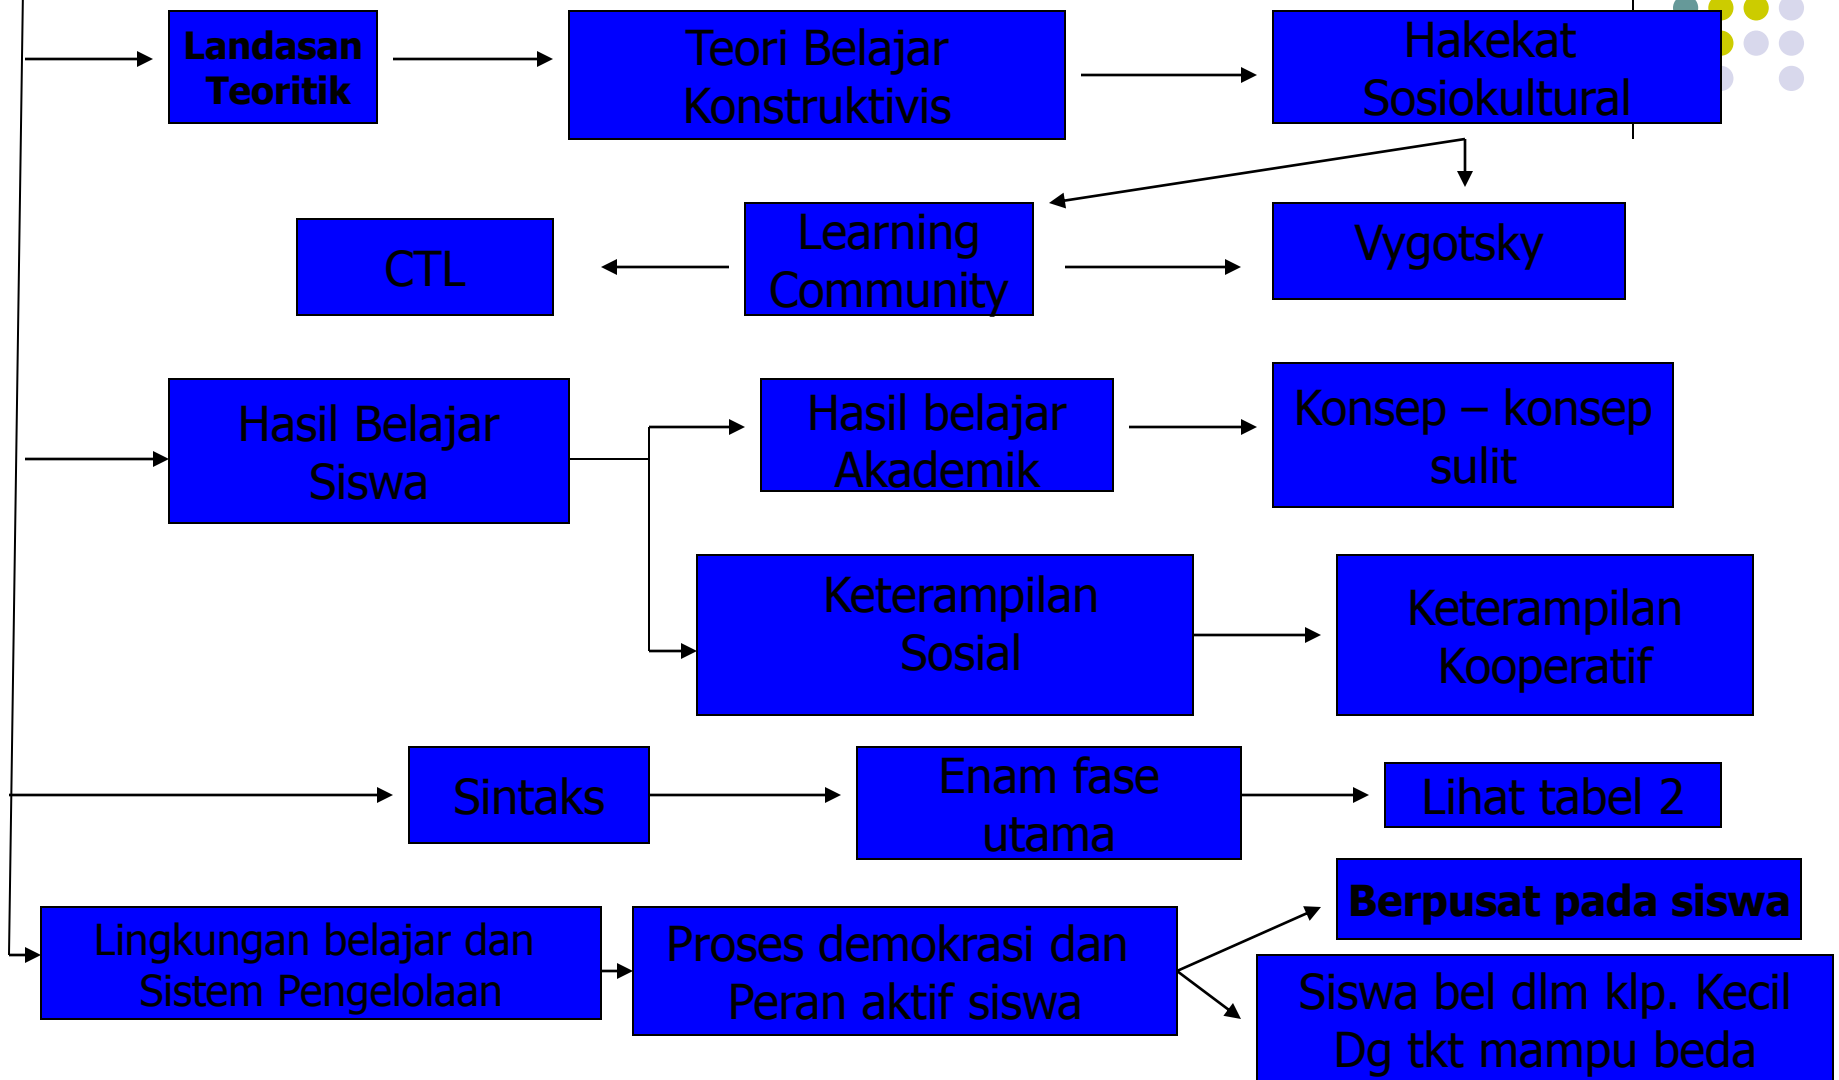 Landasan
Teoritik
Teori Belajar
Konstruktivis
Hakekat
Sosiokultural
CTL
Learning
Community
Vygotsky
Hasil Belajar
Siswa
Hasil belajar
Akademik
Konsep – konsep
sulit
Keterampilan
Sosial
Keterampilan
Kooperatif
Sintaks
Enam fase
utama
Lihat tabel 2
Lingkungan belajar dan
Sistem Pengelolaan
Proses demokrasi dan
Peran aktif siswa
Berpusat pada siswa
Siswa bel dlm klp. Kecil
Dg tkt mampu beda